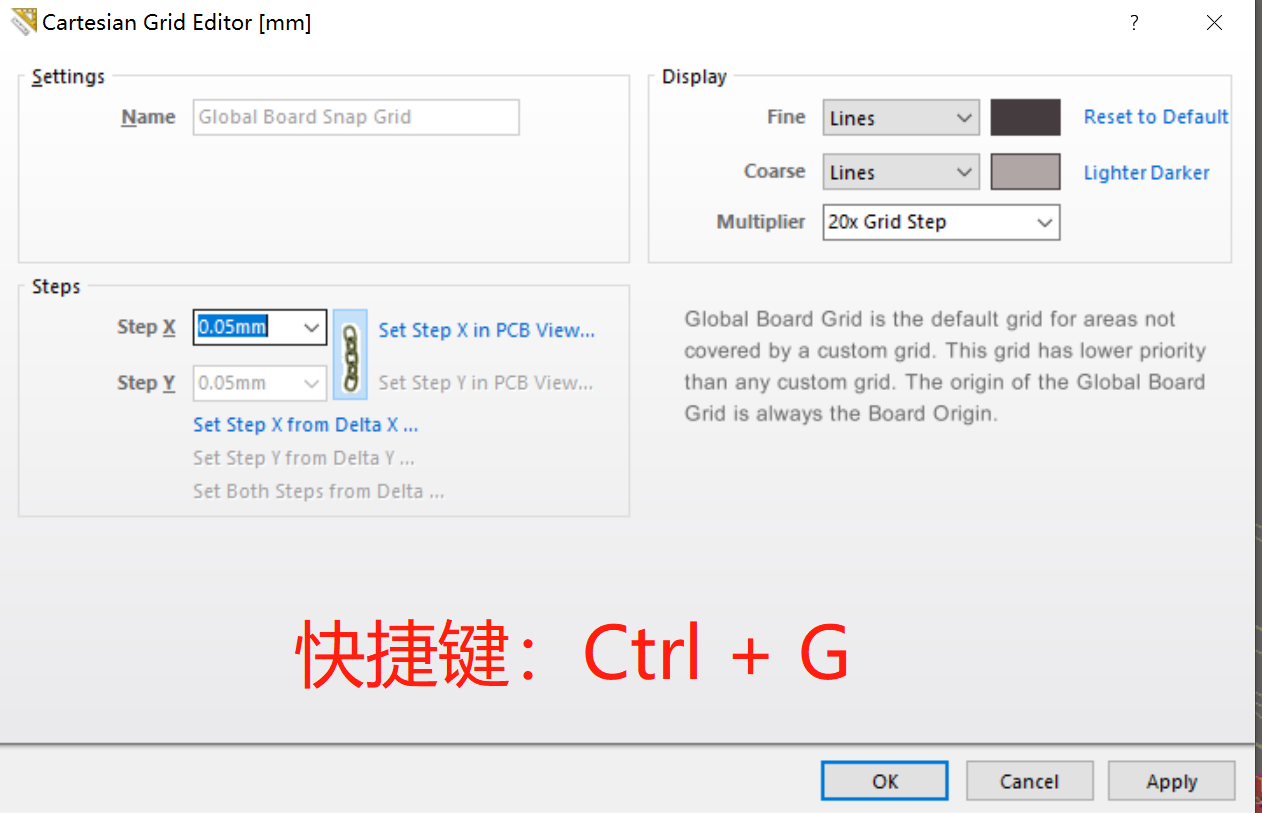 Cartesian Grid Editor [mm]
?
Settings
Name
Global Board Snap Grid
Display
Fine
Lines
Reset to Default
Coarse
Lines
Lighter Darker
Multiplier
20x Grid Step
Steps
Step X
0.05mm
Set Step X in PCB View...
Step Y
0.05mm
Set Step Y in PCB View...
Set Step X from Delta X ...
Set Step Y from Delta Y ...
Set Both Steps from Delta ...
Global Board Grid is the default grid for areas not
covered by a custom grid. This grid has lower priority
than any custom grid. The origin of the Global Board
Grid is always the Board Origin.
快捷键：Ctrl + G
OK
Cancel
Apply